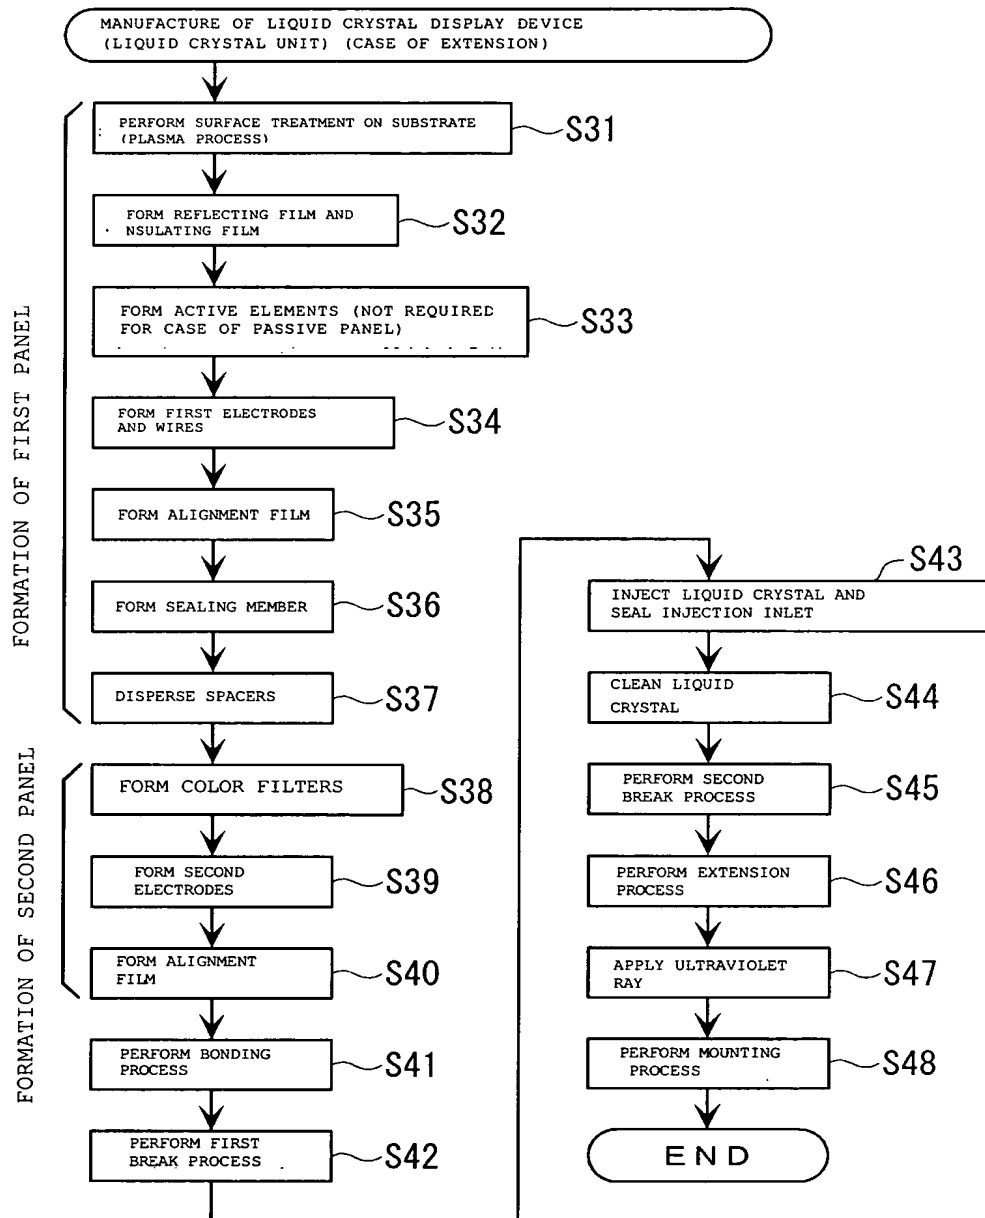 MANUFACTURE OF LIQUID CRYSTAL DISPLAY DEVICE
(LIQUID CRYSTAL UNIT) (CASE OF EXTENSION)
FORMATION OF FIRST PANEL
PERFORM SURFACE TREATMENT ON SUBSTRATE
(PLASMA PROCESS)
S31
FORM REFLECTING FILM AND
NSULATING FILM
S32
FORM ACTIVE ELEMENTS (NOT REQUIRED
FOR CASE OF PASSIVE PANEL)
S33
FORM FIRST ELECTRODES
AND WIRES
S34
FORM ALIGNMENT FILM
S35
FORM SEALING MEMBER
S36
DISPERSE SPACERS
S37
FORMATION OF SECOND PANEL
FORM COLOR FILTERS
S38
FORM SECOND
ELECTRODES
S39
FORM ALIGNMENT
FILM
S40
PERFORM BONDING
PROCESS
S41
PERFORM FIRST
BREAK PROCESS
S42
INJECT LIQUID CRYSTAL AND
SEAL INJECTION INLET
S43
CLEAN LIQUID
CRYSTAL
S44
PERFORM SECOND
BREAK PROCESS
S45
PERFORM EXTENSION
PROCESS
S46
APPLY ULTRAVIOLET
RAY
S47
PERFORM MOUNTING
PROCESS
S48
END